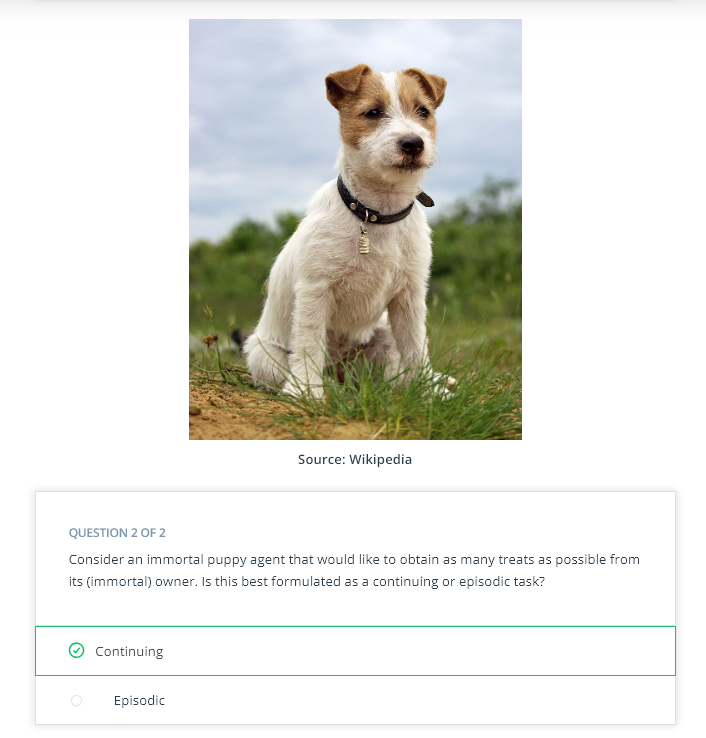 Source: Wikipedia
QUESTION 2 OF 2
Consider an immortal puppy agent that would like to obtain as many treats as possible from
its (immortal) owner. Is this best formulated as a continuing or episodic task?
Continuing
Episodic